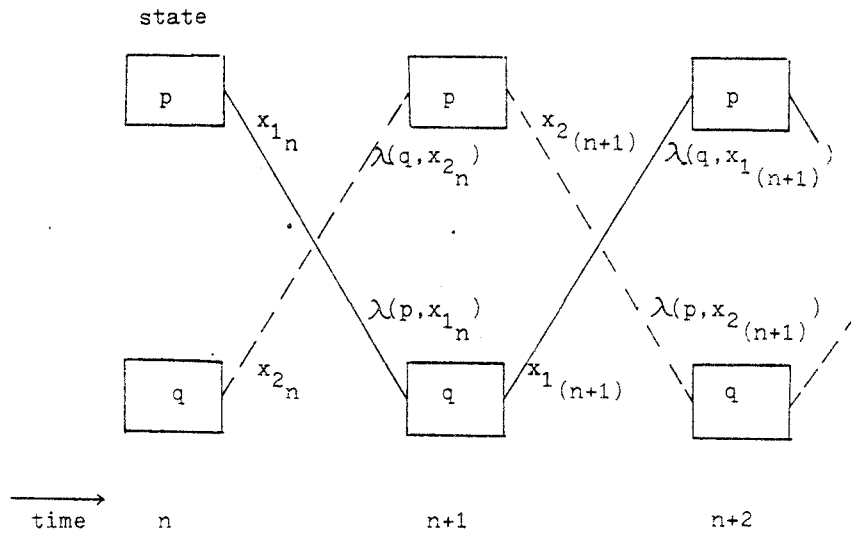 state
p p p
x₁ₙ x₂₍ₙ₊₁₎
λ(q,x₂ₙ) λ(q,x₁₍ₙ₊₁₎)
λ(p,x₁ₙ) λ(p,x₂₍ₙ₊₁₎)
x₂ₙ x₁₍ₙ₊₁₎
q q q
time n n+1 n+2